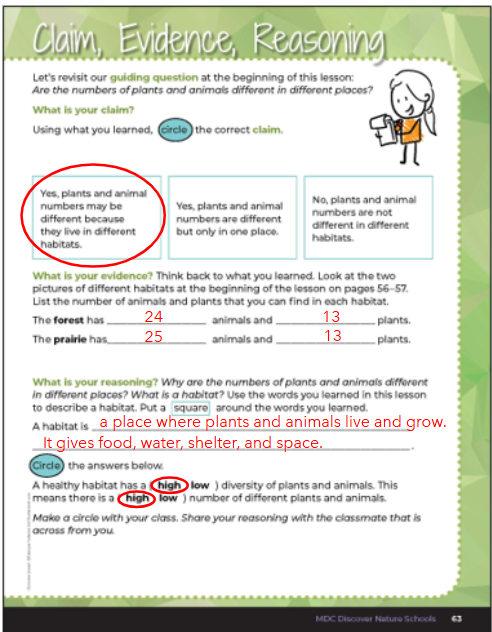 Claim, Evidence, Reasoning
Let's revisit our guiding question at the beginning of this lesson:
Are the numbers of plants and animals different in different places?
What is your claim?
Using what you learned, circle the correct claim.
Yes, plants and animal
numbers may be
different because
they live in different
habitats.
Yes, plants and animal
numbers are different
but only in one place.
No, plants and animal
numbers are not
different in different
habitats.
What is your evidence? Think back to what you learned. Look at the two
pictures of different habitats at the beginning of the lesson on pages 56–57.
List the number of animals and plants that you can find in each habitat.
The forest has 24 animals and 13 plants.
The prairie has 25 animals and 13 plants.
What is your reasoning? Why are the numbers of plants and animals different
in different places? What is a habitat? Use the words you learned in this lesson
to describe a habitat. Put a square around the words you learned.
A habitat is a place where plants and animals live and grow.
It gives food, water, shelter, and space.
Circle the answers below.
A healthy habitat has a ( high low ) diversity of plants and animals. This
means there is a ( high low ) number of different plants and animals.
Make a circle with your class. Share your reasoning with the classmate that is
across from you.
MDC Discover Nature Schools 63